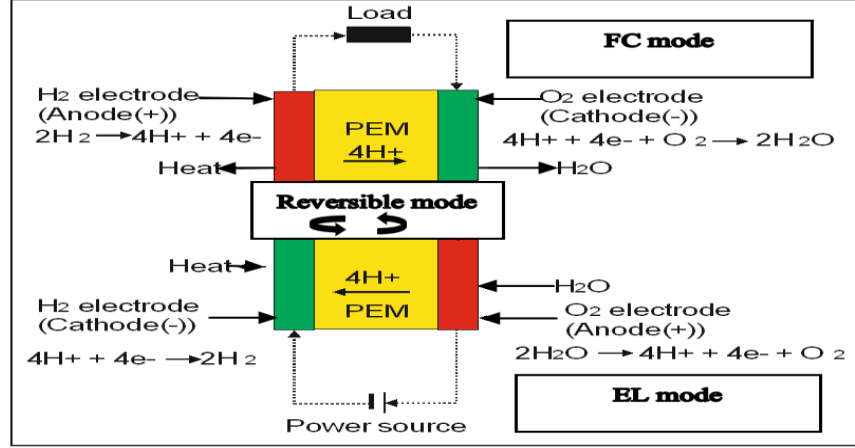 Load
FC mode
H2 electrode
(Anode(+))
2H2 → 4H+ + 4e-
Heat
O2 electrode
(Cathode(-))
4H+ + 4e- + O2 → 2H2O
H2O
PEM
4H+
Reversible mode
Heat
H2 electrode
(Cathode(-))
4H+ + 4e- → 2H2
4H+
PEM
H2O
O2 electrode
(Anode(+))
2H2O → 4H+ + 4e- + O2
Power source
EL mode